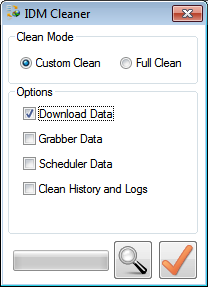 IDM Cleaner
Clean Mode
Custom Clean
Full Clean
Options
Download Data
Grabber Data
Scheduler Data
Clean History and Logs